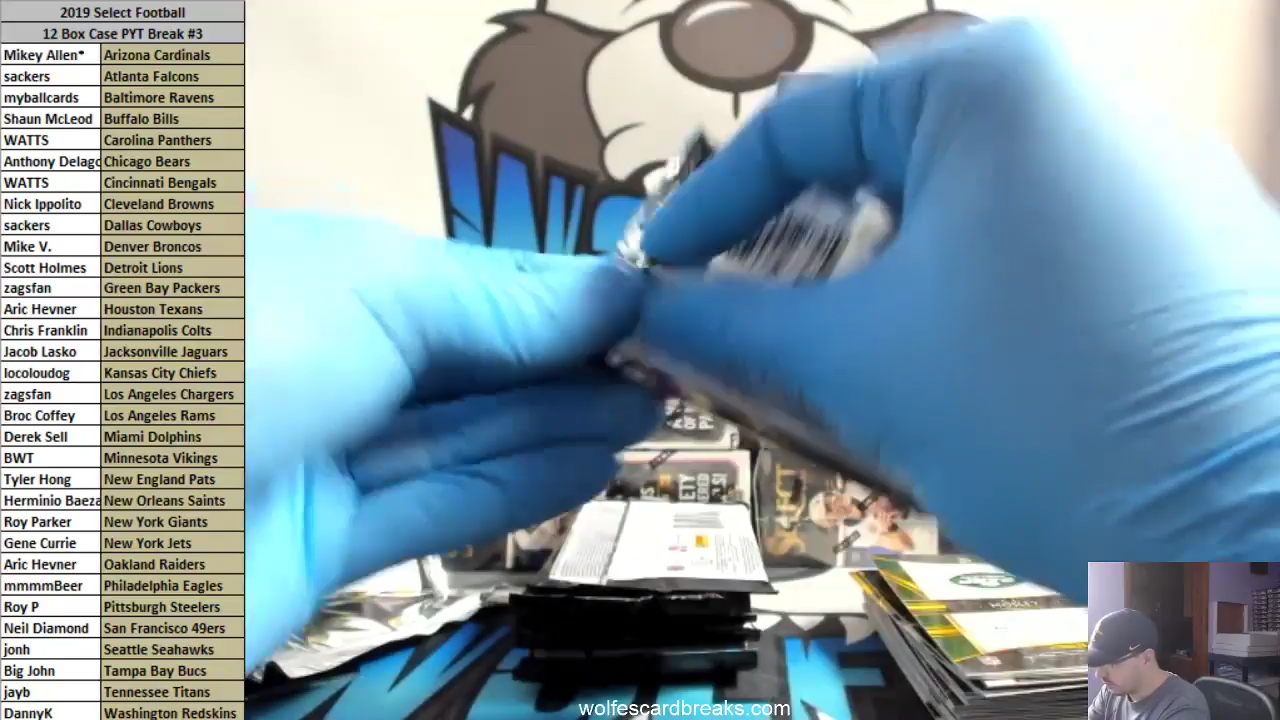 2019 Select Football
12 Box Case PYT Break #3
Mikey Allen* Arizona Cardinals
sackers Atlanta Falcons
myballcards Baltimore Ravens
Shaun McLeod Buffalo Bills
WATTS Carolina Panthers
Anthony Delago Chicago Bears
WATTS Cincinnati Bengals
Nick Ippolito Cleveland Browns
sackers Dallas Cowboys
Mike V. Denver Broncos
Scott Holmes Detroit Lions
zagsfan Green Bay Packers
Aric Hevner Houston Texans
Chris Franklin Indianapolis Colts
Jacob Lasko Jacksonville Jaguars
locoloudog Kansas City Chiefs
zagsfan Los Angeles Chargers
Broc Coffey Los Angeles Rams
Derek Sell Miami Dolphins
BWT Minnesota Vikings
Tyler Hong New England Pats
Herminio Baeza New Orleans Saints
Roy Parker New York Giants
Gene Currie New York Jets
Aric Hevner Oakland Raiders
mmmmBeer Philadelphia Eagles
Roy P Pittsburgh Steelers
Neil Diamond San Francisco 49ers
jonh Seattle Seahawks
Big John Tampa Bay Bucs
jayb Tennessee Titans
DannyK Washington Redskins
wolfescardbreaks.com